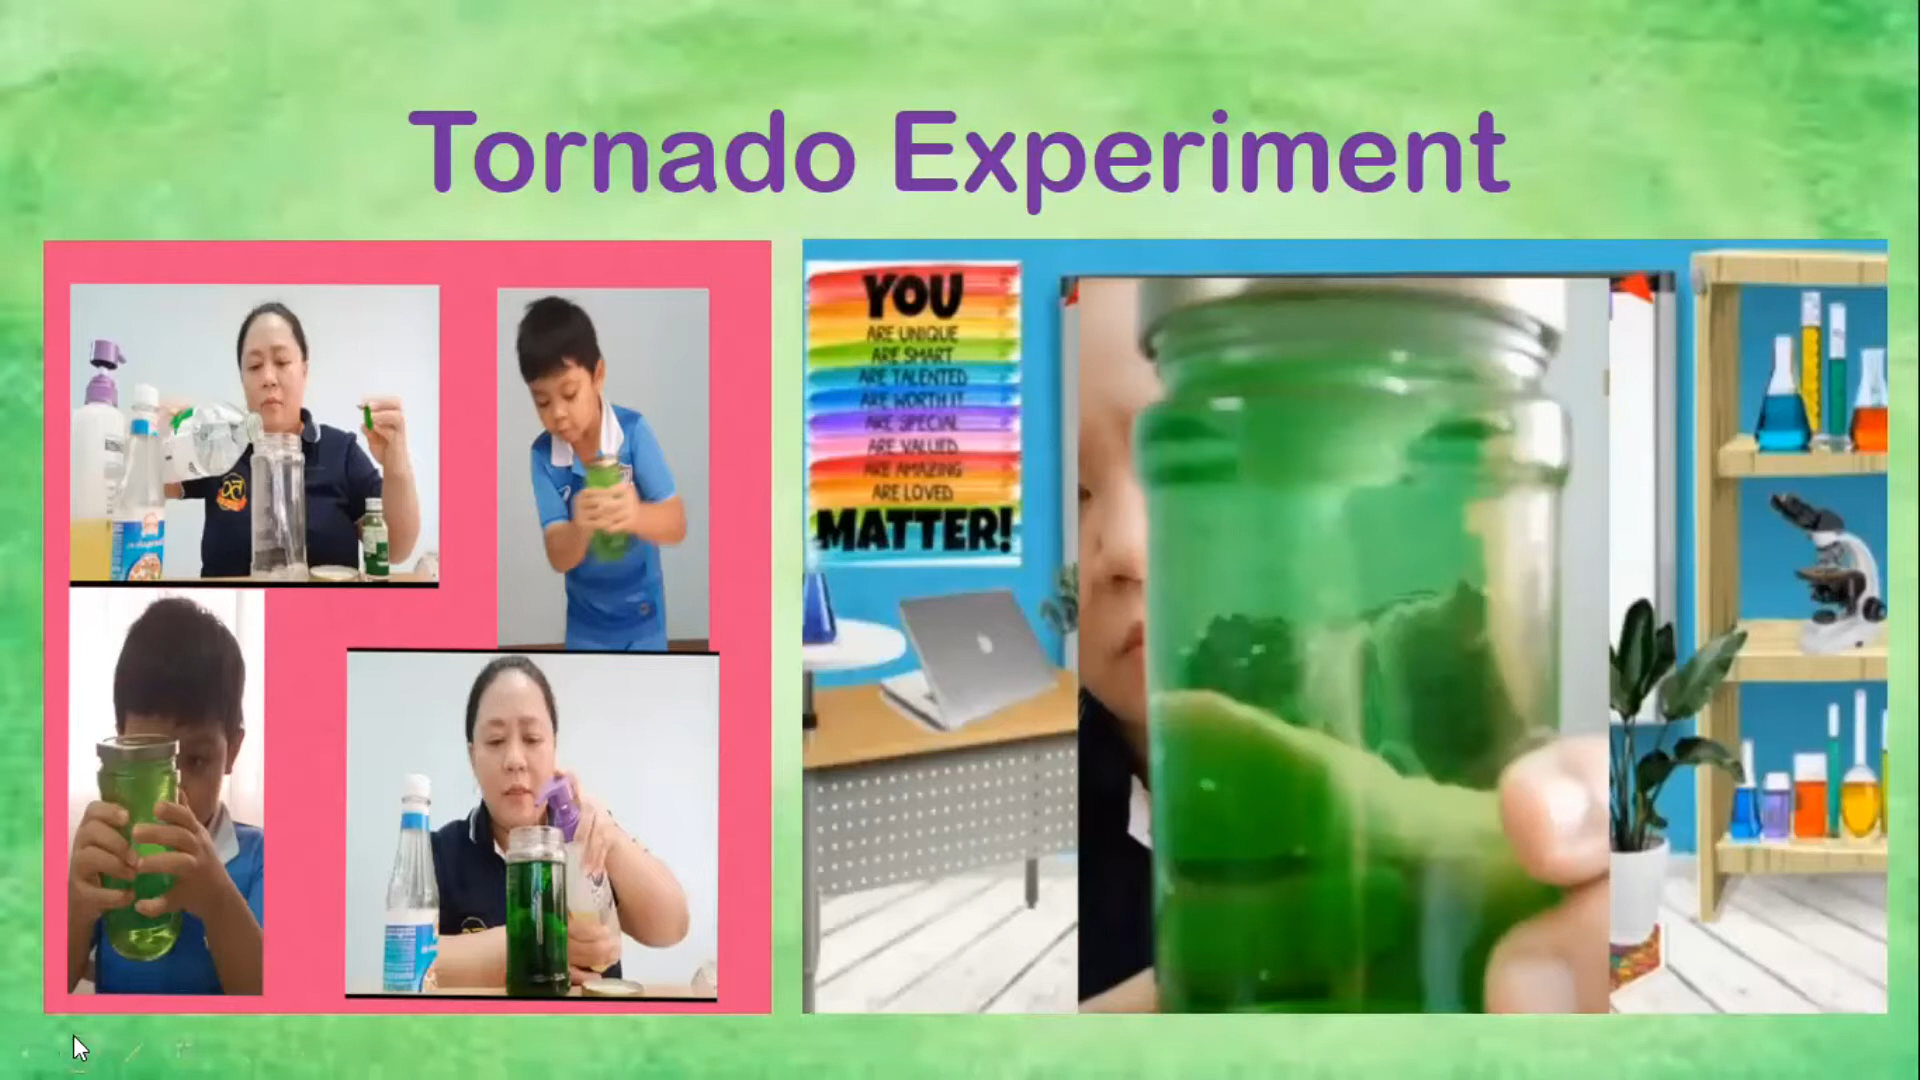 Tornado Experiment
YOU
ARE UNIQUE
ARE SMART
ARE TALENTED
ARE WORTH IT
ARE SPECIAL
ARE VALUED
ARE AMAZING
ARE LOVED
MATTER!